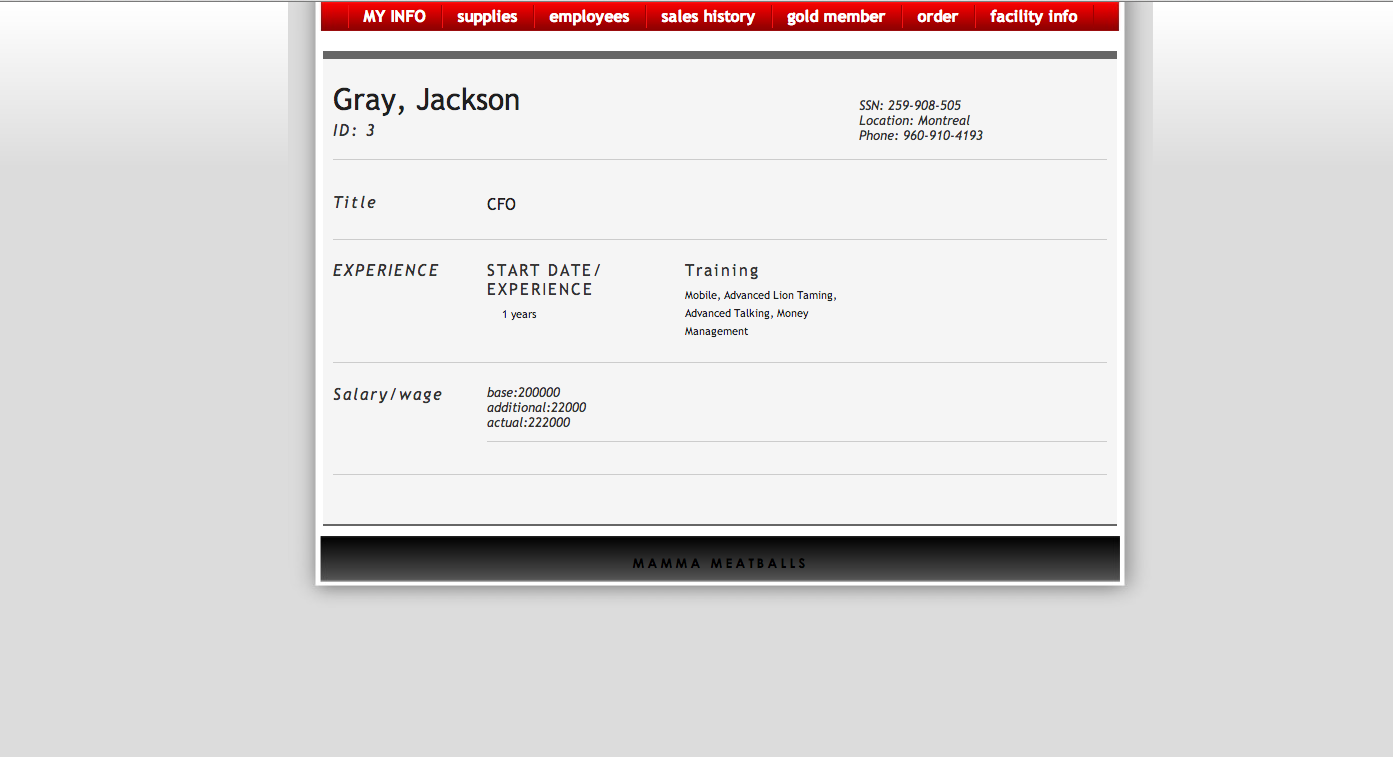 MY INFO supplies employees sales history gold member order facility info
Gray, Jackson
ID: 3
SSN: 259-908-505
Location: Montreal
Phone: 960-910-4193
Title
CFO
EXPERIENCE
START DATE/
EXPERIENCE
1 years
Training
Mobile, Advanced Lion Taming,
Advanced Talking, Money
Management
Salary/wage
base:200000
additional:22000
actual:222000
MAMMA MEATBALLS